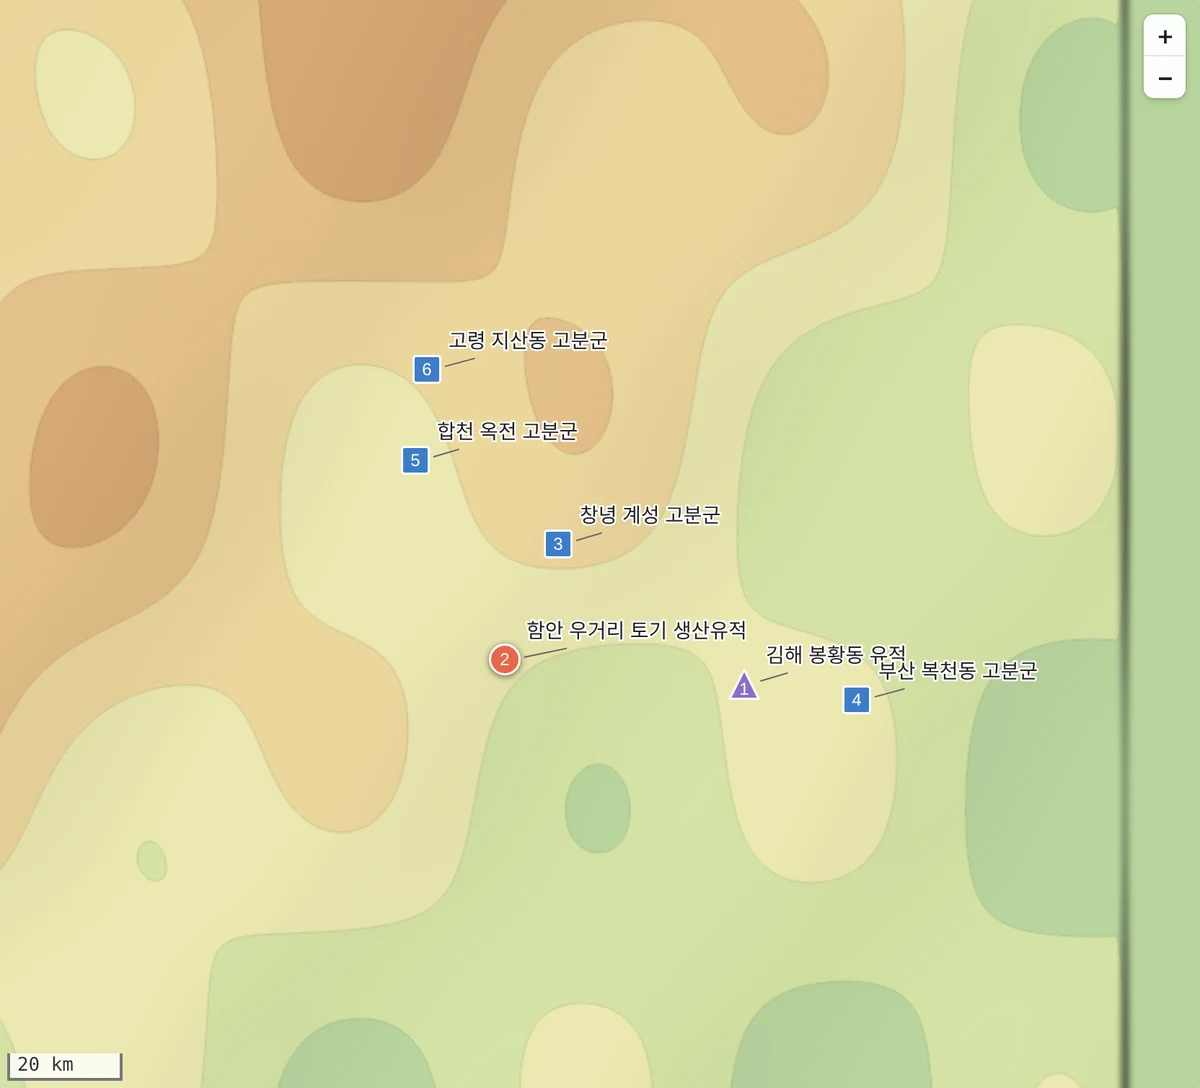 +
−
고령 지산동 고분군
6
합천 옥전 고분군
5
창녕 계성 고분군
3
함안 우거리 토기 생산유적
2
김해 봉황동 유적
1
부산 복천동 고분군
4
20 km